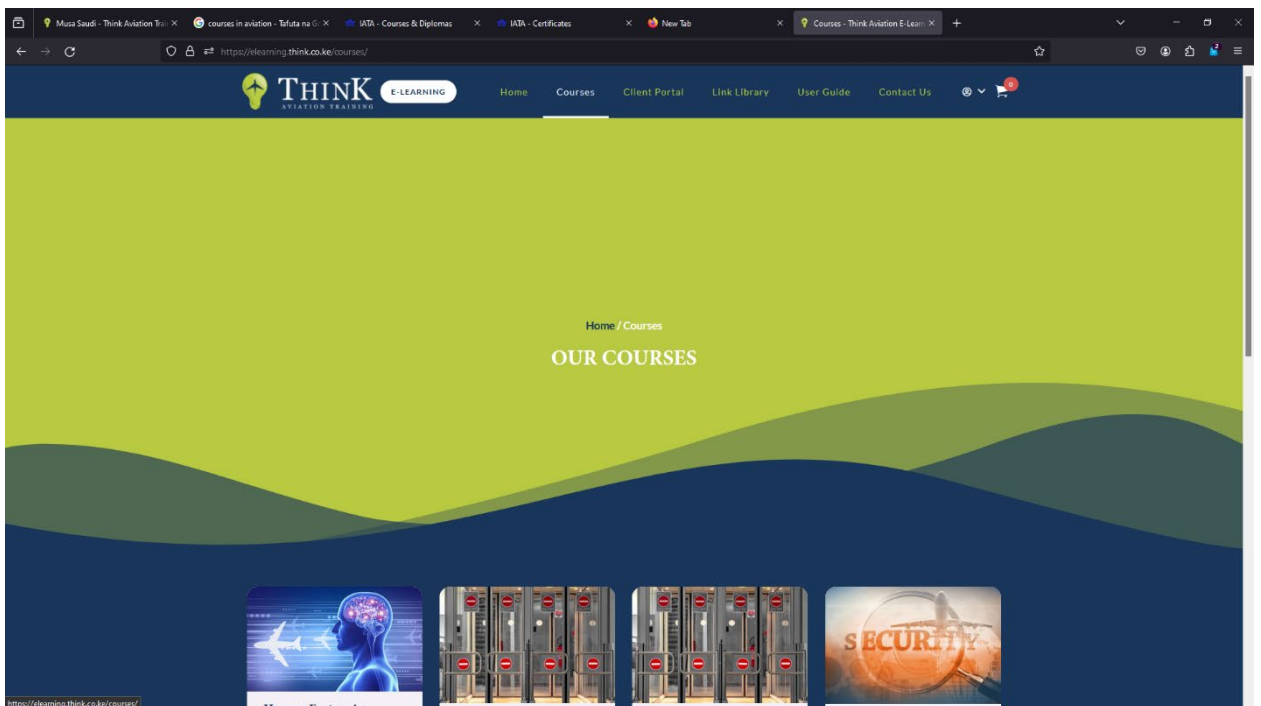 Musa Saudi - Think Aviation Trai
courses in aviation - Tafuta na Go
IATA - Courses & Diplomas
IATA - Certificates
New Tab
Courses - Think Aviation E-Learn
https://elearning.think.co.ke/courses/
2
THINK
AVIATION TRAINING
E-LEARNING
Home
Courses
Client Portal
Link Library
User Guide
Contact Us
0
Home / Courses
OUR COURSES
SECURITY
https://elearning.think.co.ke/courses/